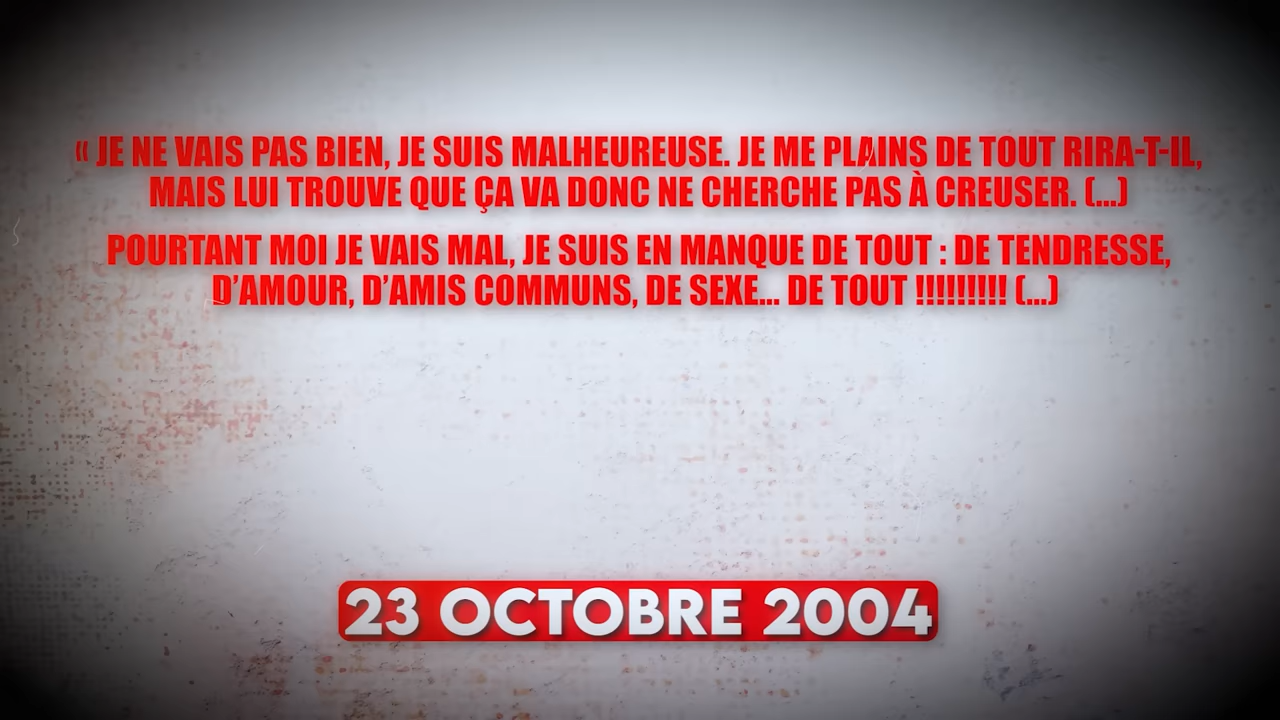 « JE NE VAIS PAS BIEN, JE SUIS MALHEUREUSE. JE ME PLAINS DE TOUT RIRA-T-IL,
MAIS LUI TROUVE QUE ÇA VA DONC NE CHERCHE PAS À CREUSER. (...)
POURTANT MOI JE VAIS MAL, JE SUIS EN MANQUE DE TOUT : DE TENDRESSE,
D’AMOUR, D’AMIS COMMUNS, DE SEXE... DE TOUT !!!!!!!!! (...)
23 OCTOBRE 2004